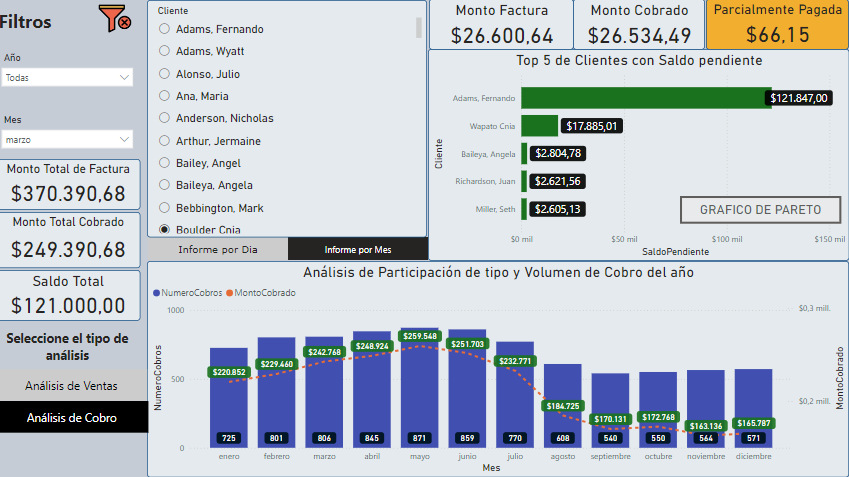 Filtros
Año
Todas
Mes
marzo
Monto Total de Factura
$370.390,68
Monto Total Cobrado
$249.390,68
Saldo Total
$121.000,00
Seleccione el tipo de
análisis
Análisis de Ventas
Análisis de Cobro
Cliente
Adams, Fernando
Adams, Wyatt
Alonso, Julio
Ana, Maria
Anderson, Nicholas
Arthur, Jermaine
Bailey, Angel
Baileya, Angela
Bebbington, Mark
Boulder Cnia
Informe por Dia
Informe por Mes
Monto Factura
$26.600,64
Monto Cobrado
$26.534,49
Parcialmente Pagada
$66,15
Top 5 de Clientes con Saldo pendiente
Cliente
Adams, Fernando
$121.847,00
Wapato Cnia
$17.885,01
Baileya, Angela
$2.804,78
Richardson, Juan
$2.621,56
Miller, Seth
$2.605,13
GRAFICO DE PARETO
$0 mil
$50 mil
$100 mil
$150 mil
SaldoPendiente
Análisis de Participación de tipo y Volumen de Cobro del año
NumeroCobros
MontoCobrado
NumeroCobros
1000
500
0
$220.852
$229.460
$242.768
$248.924
$259.548
$251.703
$232.771
$184.725
$170.131
$172.768
$163.136
$165.787
725
801
806
845
871
859
770
608
540
550
564
571
enero
febrero
marzo
abril
mayo
junio
julio
agosto
septiembre
octubre
noviembre
diciembre
Mes
$0,3 mill.
$0,2 mill.
MontoCobrado